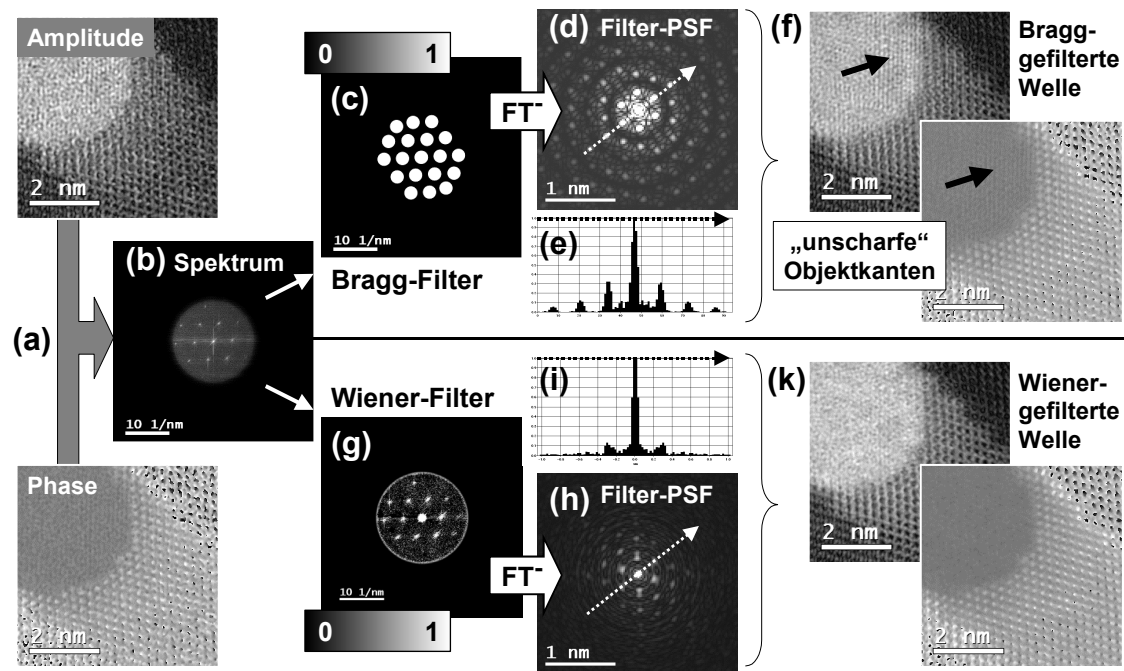 Amplitude
2 nm
(a)
Phase
2 nm
(b) Spektrum
10 1/nm
0 1
(c)
10 1/nm
Bragg-Filter
FT-
(d) Filter-PSF
1 nm
(e)
(f)
Bragg-
gefilterte
Welle
2 nm
2 nm
„unscharfe“
Objektkanten
Wiener-Filter
(g)
10 1/nm
0 1
FT-
(i)
(h) Filter-PSF
1 nm
(k)
Wiener-
gefilterte
Welle
2 nm
2 nm